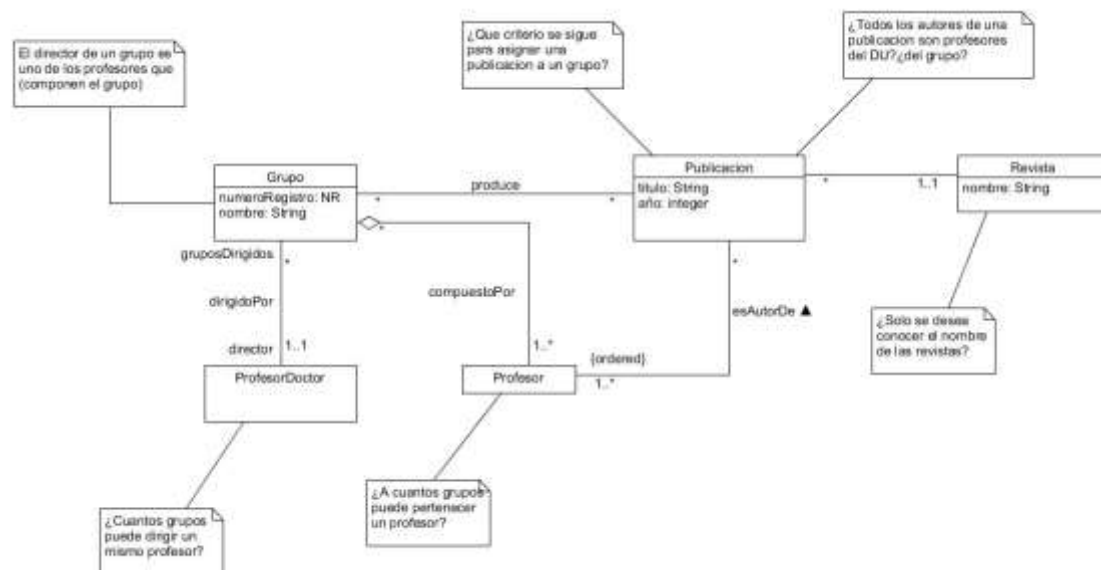 El director de un grupo es
uno de los profesores que
(componen el grupo)
¿Que criterio se sigue
para asignar una
publicacion a un grupo?
¿Todos los autores de una
publicacion son profesores
del DU?¿del grupo?
Grupo
numeroRegistro: NR
nombre: String
produce
*
*
Publicacion
titulo: String
año: integer
*
1..1
Revista
nombre: String
*
gruposDirigidos
*
dirigidoPor
director
1..1
compuestoPor
1..*
*
esAutorDe ▲
{ordered}
1..*
ProfesorDoctor
Profesor
¿Solo se desea
conocer el nombre
de las revistas?
¿Cuantos grupos
puede dirigir un
mismo profesor?
¿A cuantos grupos
puede pertenecer
un profesor?